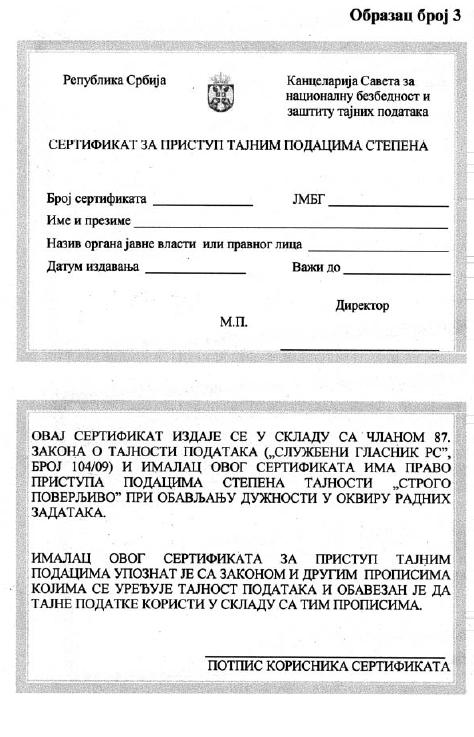 Образац број 3
Република Србија
Канцеларија Савета за
националну безбедност и
заштиту тајних података
СЕРТИФИКАТ ЗА ПРИСТУП ТАЈНИМ ПОДАЦИМА СТЕПЕНА
Број сертификата ЈМБГ
Име и презиме
Назив органа јавне власти или правног лица
Датум издавања Важи до
Директор
М.П.
ОВАЈ СЕРТИФИКАТ ИЗДАЈЕ СЕ У СКЛАДУ СА ЧЛАНОМ 87.
ЗАКОНА О ТАЈНОСТИ ПОДАТАКА („СЛУЖБЕНИ ГЛАСНИК РС”,
БРОЈ 104/09) И ИМАЛАЦ ОВОГ СЕРТИФИКАТА ИМА ПРАВО
ПРИСТУПА ПОДАЦИМА СТЕПЕНА ТАЈНОСТИ „СТРОГО
ПОВЕРЉИВО” ПРИ ОБАВЉАЊУ ДУЖНОСТИ У ОКВИРУ РАДНИХ
ЗАДАТАКА.
ИМАЛАЦ ОВОГ СЕРТИФИКАТА ЗА ПРИСТУП ТАЈНИМ
ПОДАЦИМА УПОЗНАТ ЈЕ СА ЗАКОНОМ И ДРУГИМ ПРОПИСИМА
КОЈИМА СЕ УРЕЂУЈЕ ТАЈНОСТ ПОДАТАКА И ОБАВЕЗАН ЈЕ ДА
ТАЈНЕ ПОДАТКЕ КОРИСТИ У СКЛАДУ СА ТИМ ПРОПИСИМА.
ПОТПИС КОРИСНИКА СЕРТИФИКАТА